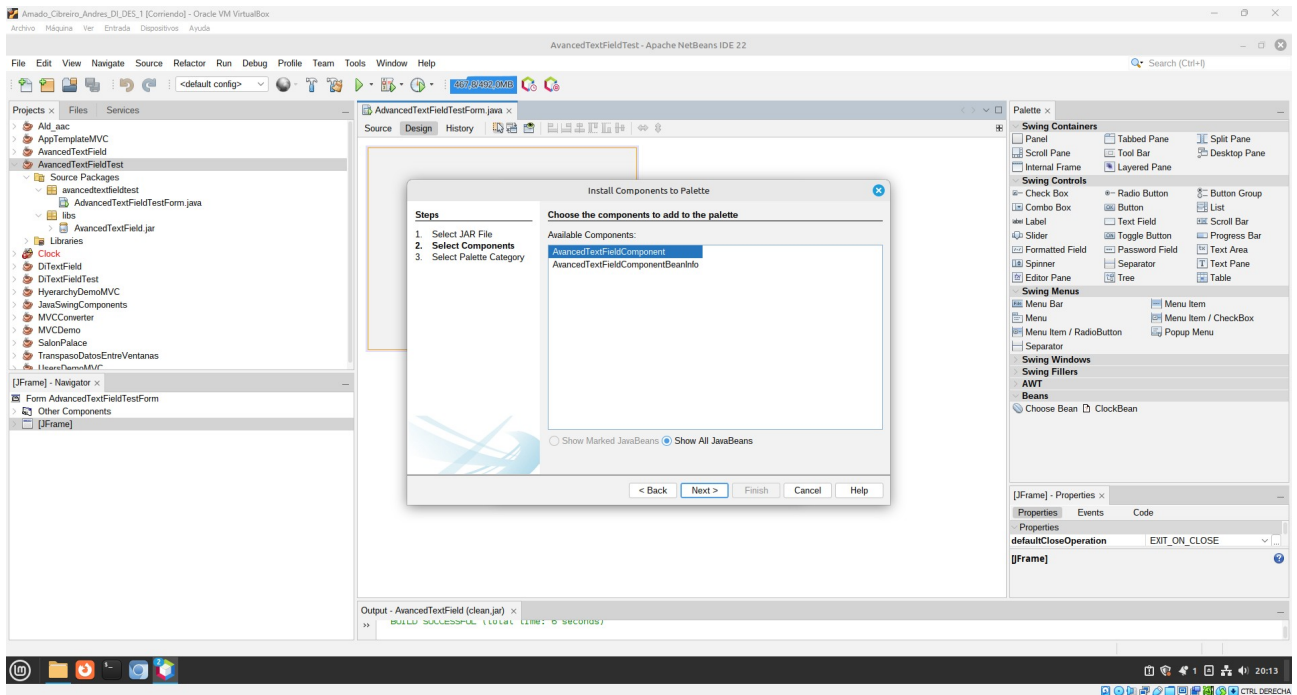 Amado_Cibreiro_Andres_DI_DES_1 [Corriendo] - Oracle VM VirtualBox
Archivo Máquina Ver Entrada Dispositivos Ayuda
AvancedTextFieldTest - Apache NetBeans IDE 22
File Edit View Navigate Source Refactor Run Debug Profile Team Tools Window Help
Search (Ctrl+I)
<default config>
467,8/492,0MB
Projects Files Services
Ald_aac
AppTemplateMVC
AvancedTextField
AvancedTextFieldTest
Source Packages
avancedtextfieldtest
AdvancedTextFieldTestForm.java
libs
AvancedTextField.jar
Libraries
Clock
DiTextField
DiTextFieldTest
HyerarchyDemoMVC
JavaSwingComponents
MVCConverter
MVCDemo
SalonPalace
TranspasoDatosEntreVentanas
UsersDemoMVC
[JFrame] - Navigator
Form AdvancedTextFieldTestForm
Other Components
[JFrame]
AdvancedTextFieldTestForm.java
Source Design History
Install Components to Palette
Steps
1. Select JAR File
2. Select Components
3. Select Palette Category
Choose the components to add to the palette
Available Components:
AvancedTextFieldComponent
AvancedTextFieldComponentBeanInfo
Show Marked JavaBeans Show All JavaBeans
< Back Next > Finish Cancel Help
Output - AvancedTextField (clean,jar)
BUILD SUCCESSFUL (total time: 6 seconds)
Palette
Swing Containers
Panel Tabbed Pane Split Pane
Scroll Pane Tool Bar Desktop Pane
Internal Frame Layered Pane
Swing Controls
Check Box Radio Button Button Group
Combo Box Button List
label Label Text Field Scroll Bar
Slider Toggle Button Progress Bar
Formatted Field Password Field Text Area
Spinner Separator Text Pane
Editor Pane Tree Table
Swing Menus
Menu Bar Menu Item
Menu Menu Item / CheckBox
Menu Item / RadioButton Popup Menu
Separator
Swing Windows
Swing Fillers
AWT
Beans
Choose Bean ClockBean
[JFrame] - Properties
Properties Events Code
Properties
defaultCloseOperation EXIT_ON_CLOSE ...
[JFrame]
2
1 20:13
CTRL DERECHA